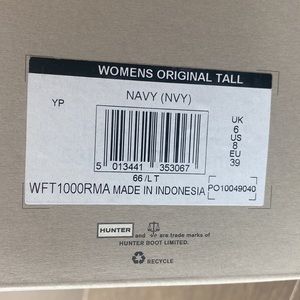 WOMENS ORIGINAL TALL
YP
NAVY (NVY)
UK
6
US
8
EU
39
5 013441 353067
66 / L T
WFT1000RMA MADE IN INDONESIA
PO10049040
HUNTER and are trade marks of
HUNTER BOOT LIMITED.
RECYCLE